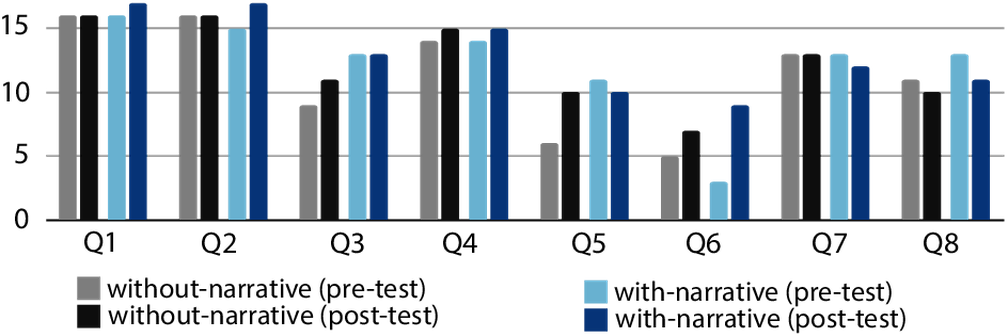 15
10
5
0
Q1 Q2 Q3 Q4 Q5 Q6 Q7 Q8
without-narrative (pre-test)
without-narrative (post-test)
with-narrative (pre-test)
with-narrative (post-test)